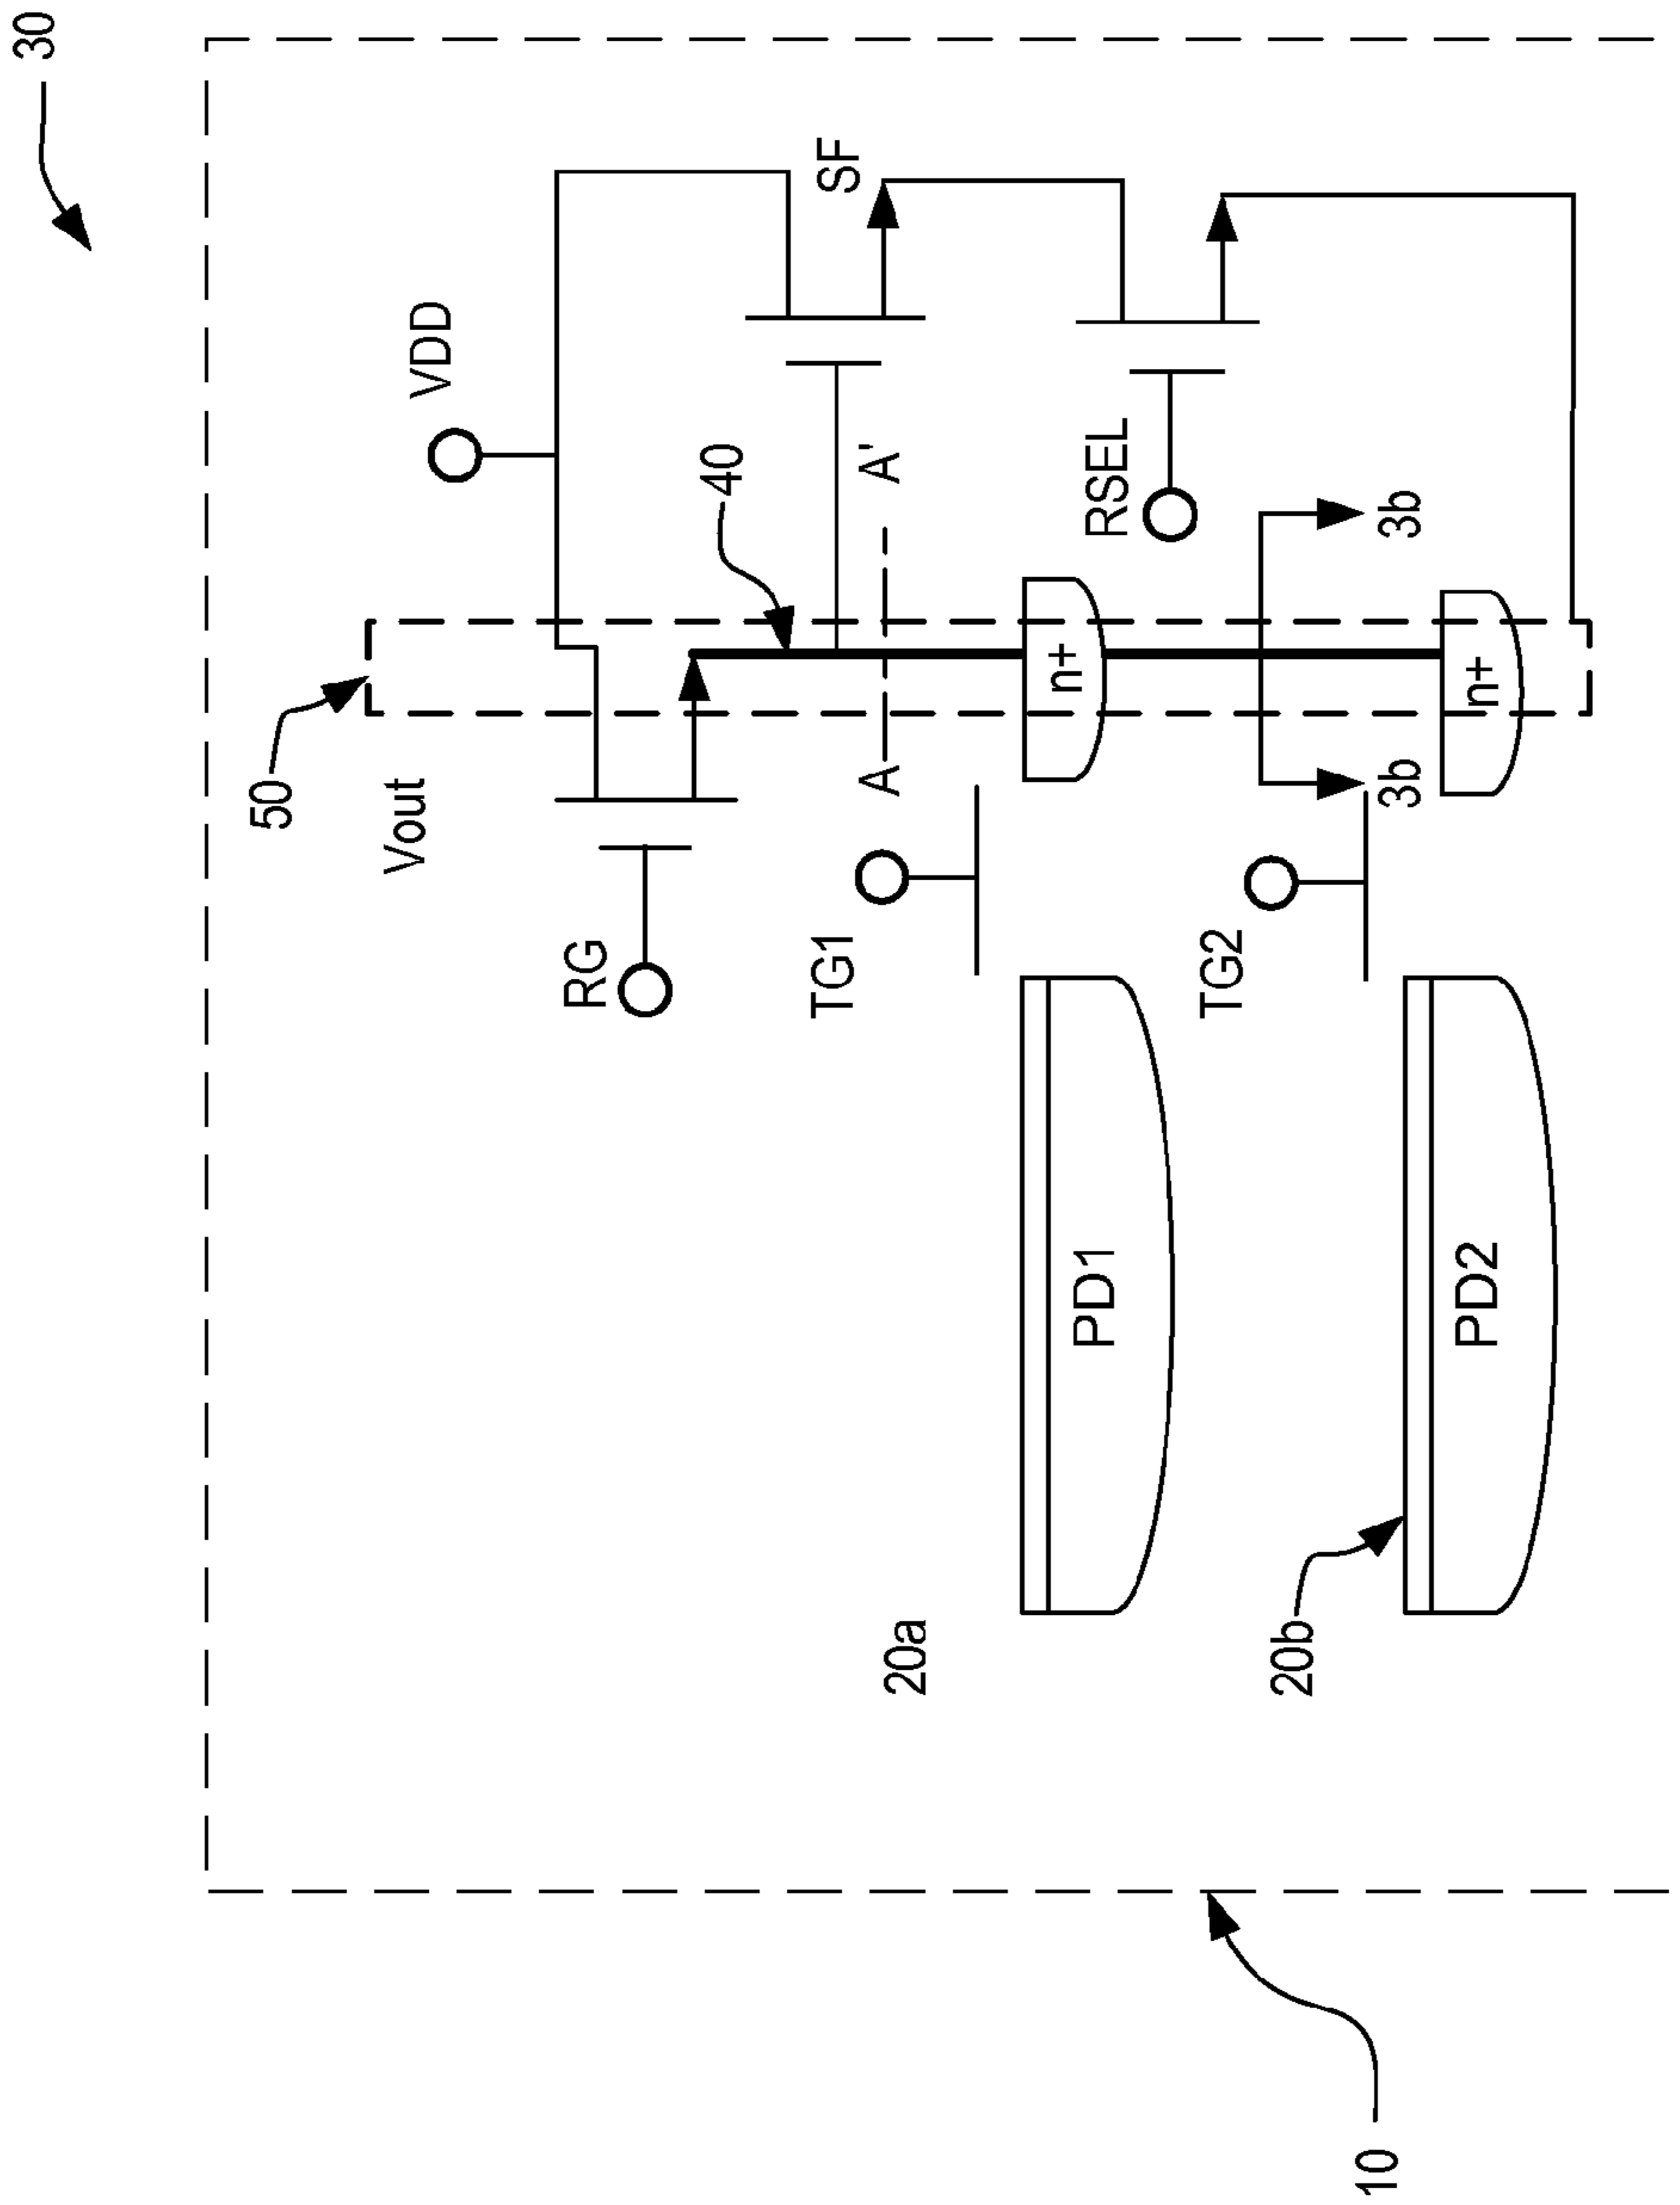 30
10
50
Vout
VDD
SF
RG
40
A
A'
TG1
RSEL
n+
3b
3b
TG2
n+
20a
PD1
20b
PD2